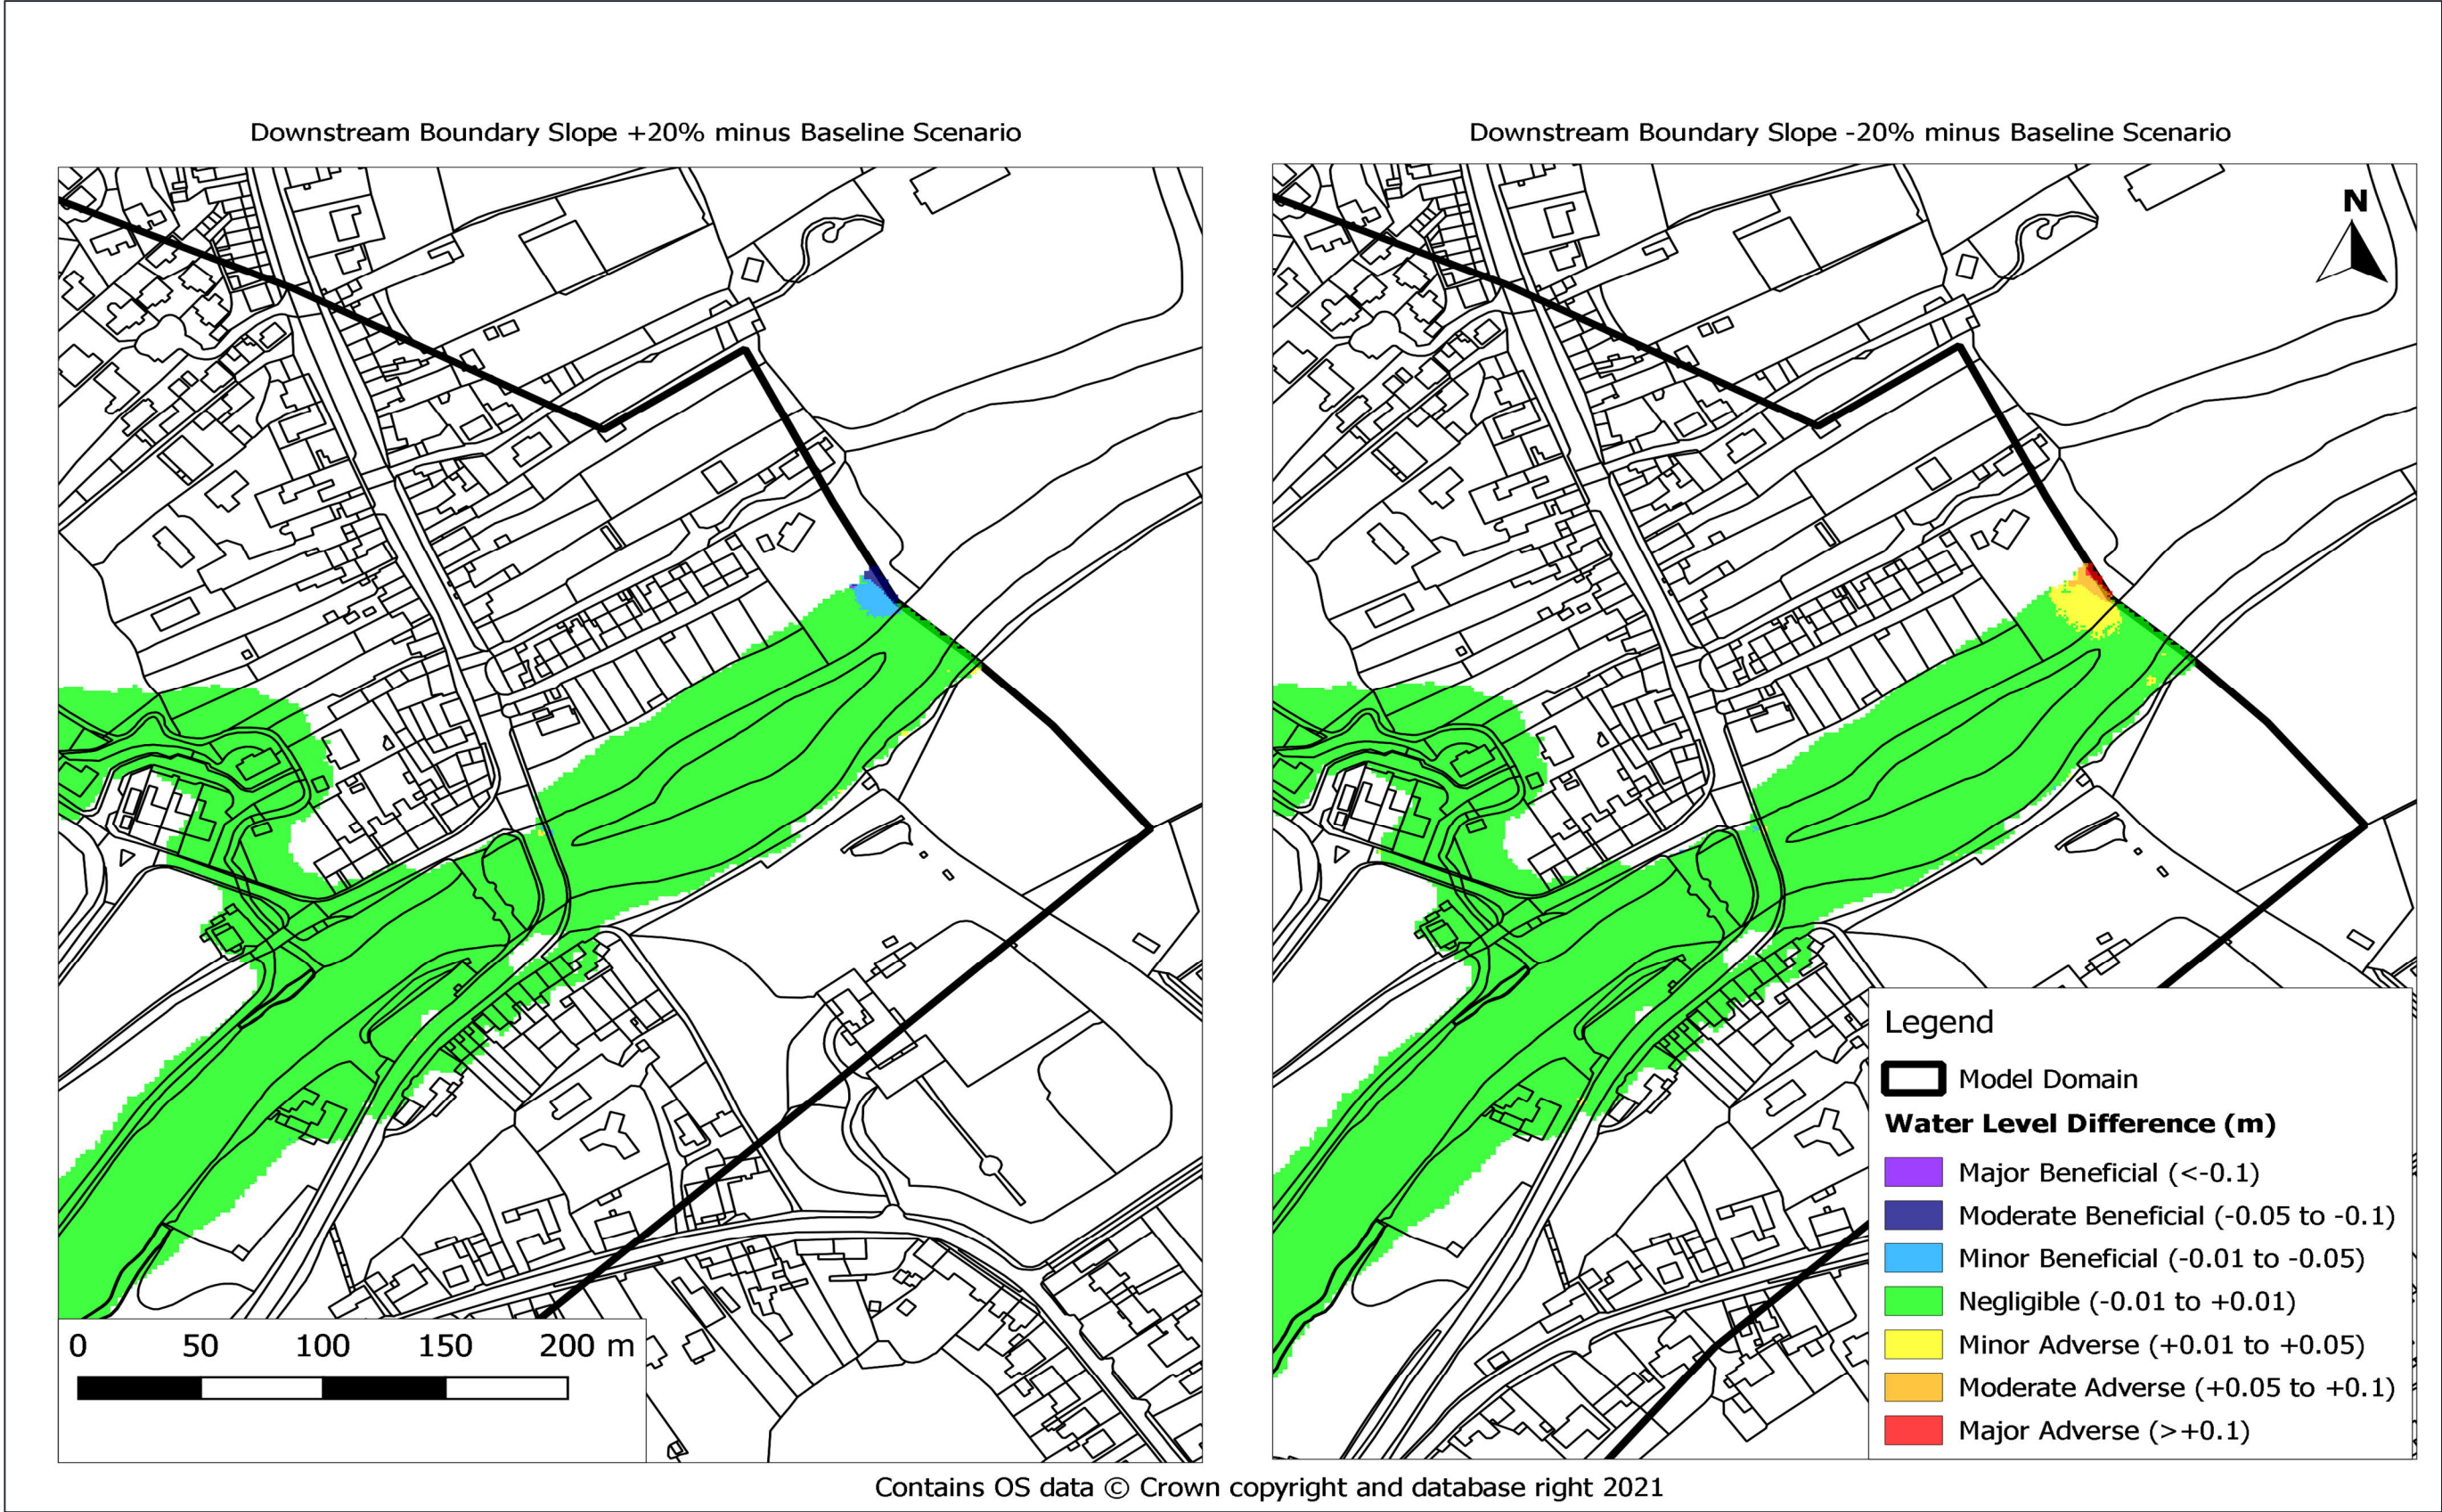 Downstream Boundary Slope +20% minus Baseline Scenario
Downstream Boundary Slope -20% minus Baseline Scenario
N
Legend
Model Domain
Water Level Difference (m)
Major Beneficial (<-0.1)
Moderate Beneficial (-0.05 to -0.1)
Minor Beneficial (-0.01 to -0.05)
Negligible (-0.01 to +0.01)
Minor Adverse (+0.01 to +0.05)
Moderate Adverse (+0.05 to +0.1)
Major Adverse (>+0.1)
0 50 100 150 200 m
Contains OS data © Crown copyright and database right 2021